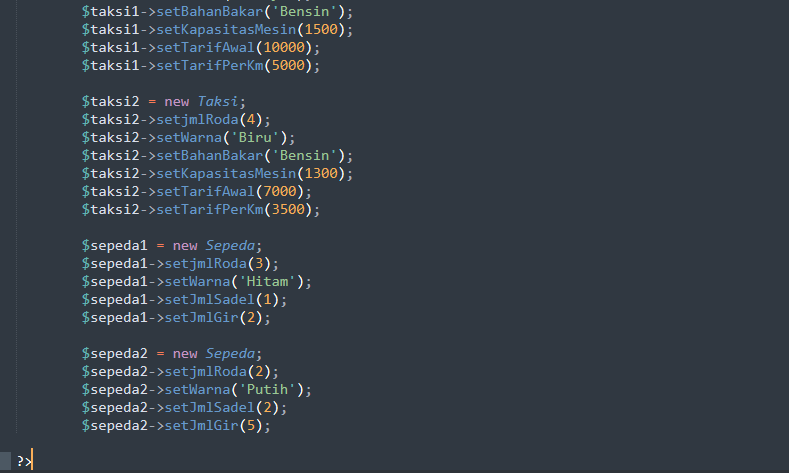 $taksi1->setBahanBakar('Bensin');
$taksi1->setKapasitasMesin(1500);
$taksi1->setTarifAwal(10000);
$taksi1->setTarifPerKm(5000);
$taksi2 = new Taksi;
$taksi2->setjmlRoda(4);
$taksi2->setWarna('Biru');
$taksi2->setBahanBakar('Bensin');
$taksi2->setKapasitasMesin(1300);
$taksi2->setTarifAwal(7000);
$taksi2->setTarifPerKm(3500);
$sepeda1 = new Sepeda;
$sepeda1->setjmlRoda(3);
$sepeda1->setWarna('Hitam');
$sepeda1->setJmlSadel(1);
$sepeda1->setJmlGir(2);
$sepeda2 = new Sepeda;
$sepeda2->setjmlRoda(2);
$sepeda2->setWarna('Putih');
$sepeda2->setJmlSadel(2);
$sepeda2->setJmlGir(5);
?>